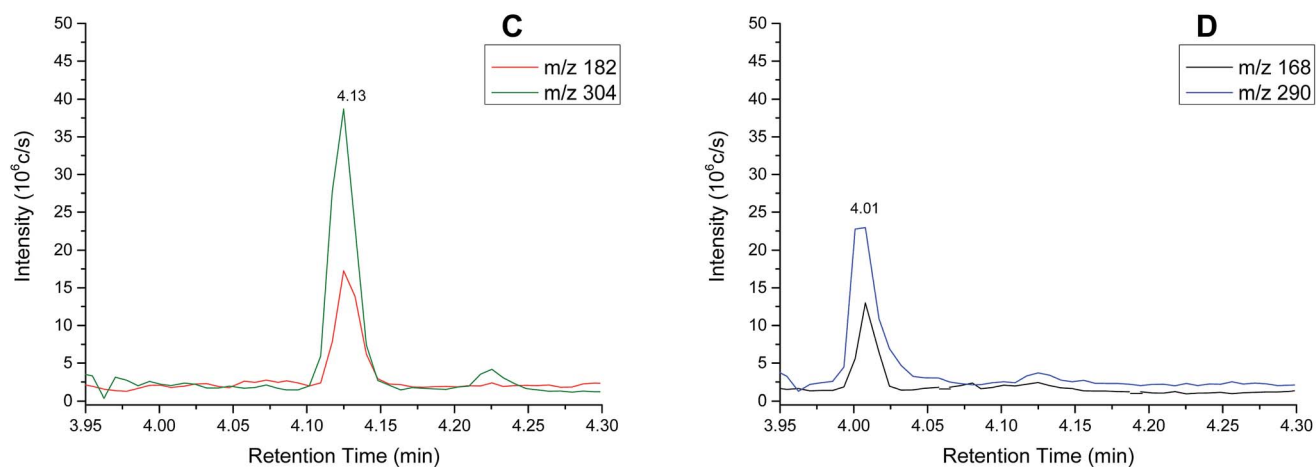 C
m/z 182
m/z 304
4.13
50
45
40
35
30
25
20
15
10
5
0
Intensity (10⁶c/s)
3.95 4.00 4.05 4.10 4.15 4.20 4.25 4.30
Retention Time (min)
D
m/z 168
m/z 290
4.01
50
45
40
35
30
25
20
15
10
5
0
Intensity (10⁶c/s)
3.95 4.00 4.05 4.10 4.15 4.20 4.25 4.30
Retention Time (min)